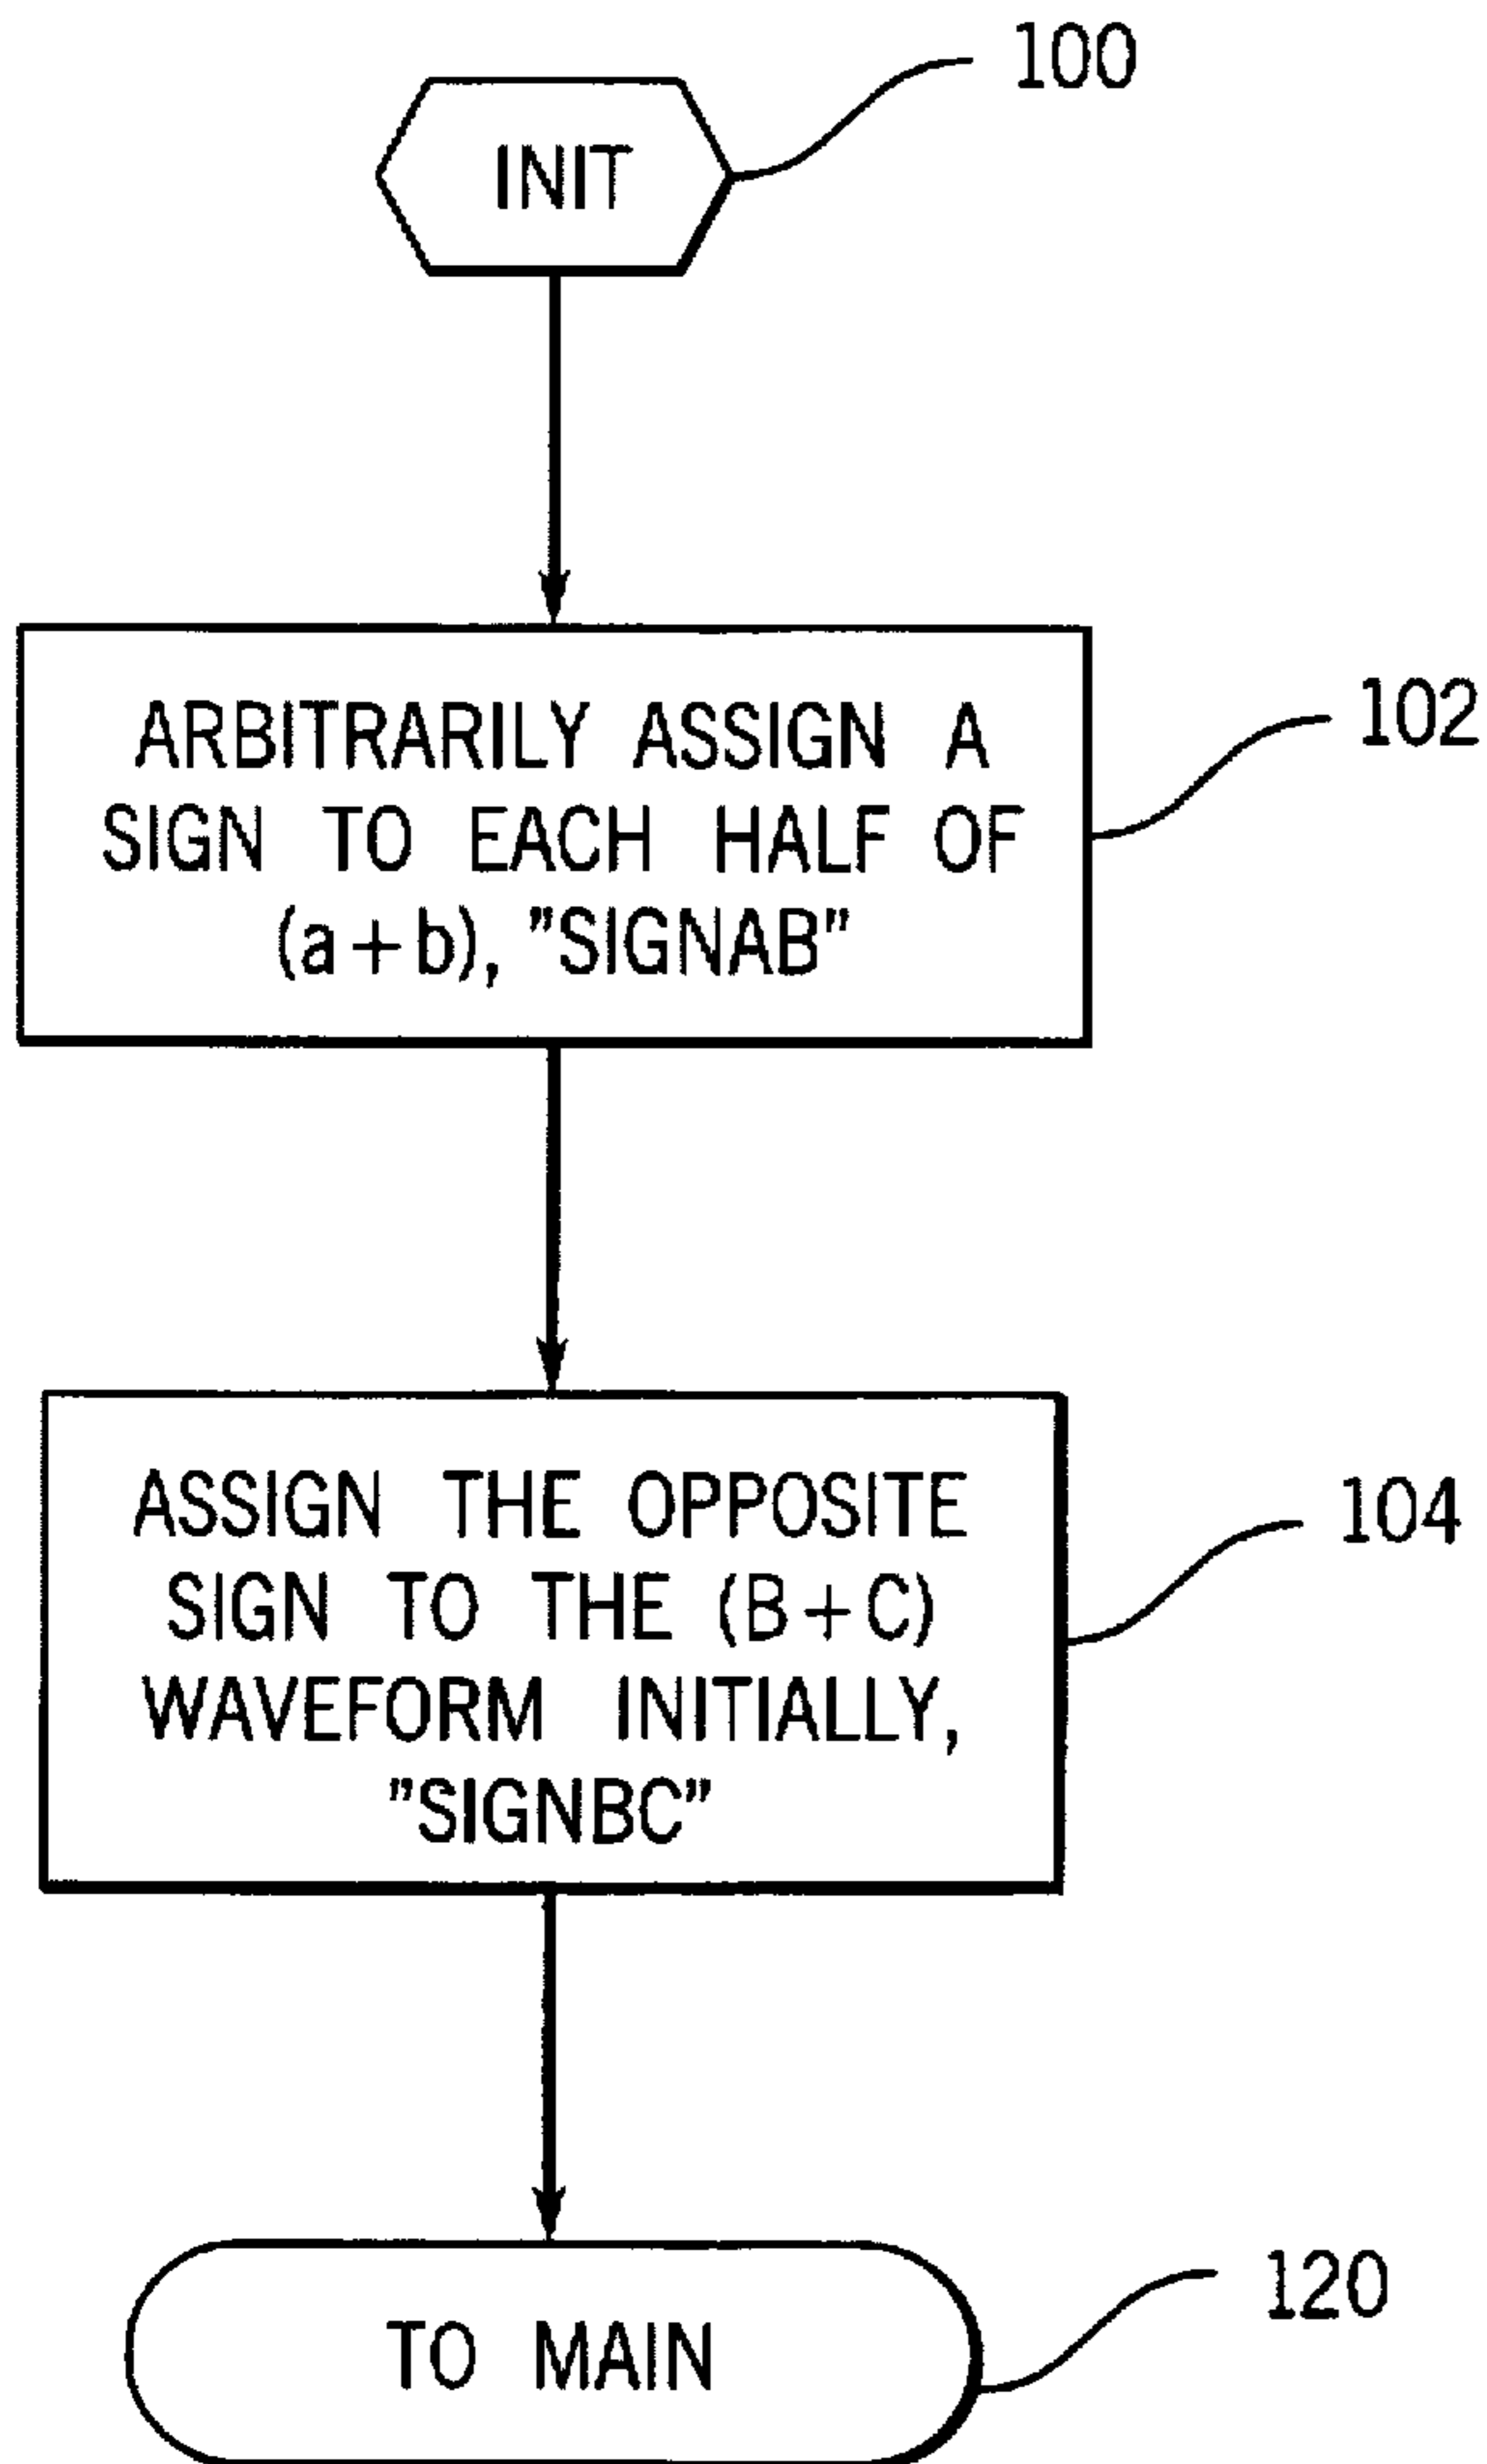 100
INIT
102
ARBITRARILY ASSIGN A
SIGN TO EACH HALF OF
(a+b), "SIGNAB"
104
ASSIGN THE OPPOSITE
SIGN TO THE (B+C)
WAVEFORM INITIALLY,
"SIGNBC"
120
TO MAIN